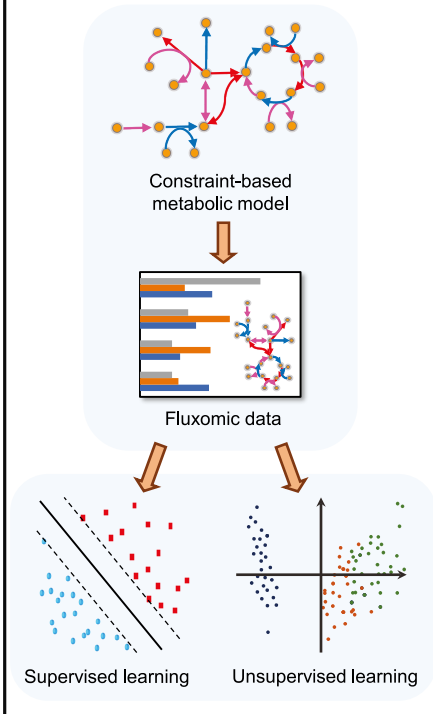 Constraint-based
metabolic model
Fluxomic data
Supervised learning
Unsupervised learning